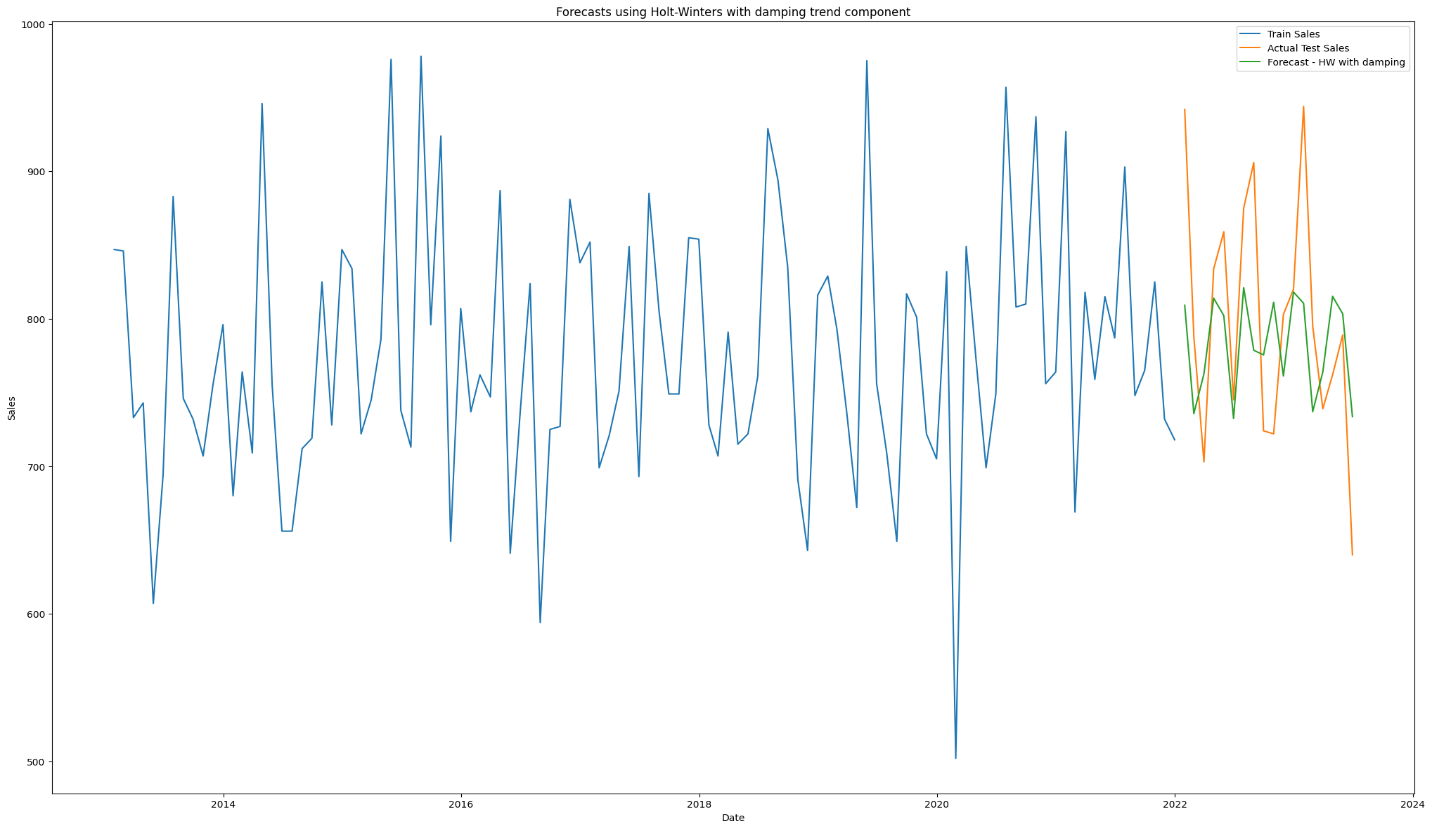 Forecasts using Holt-Winters with damping trend component
1000
Train Sales
Actual Test Sales
Forecast - HW with damping
900
800
700
600
500
Sales
2014
2016
2018
2020
2022
2024
Date